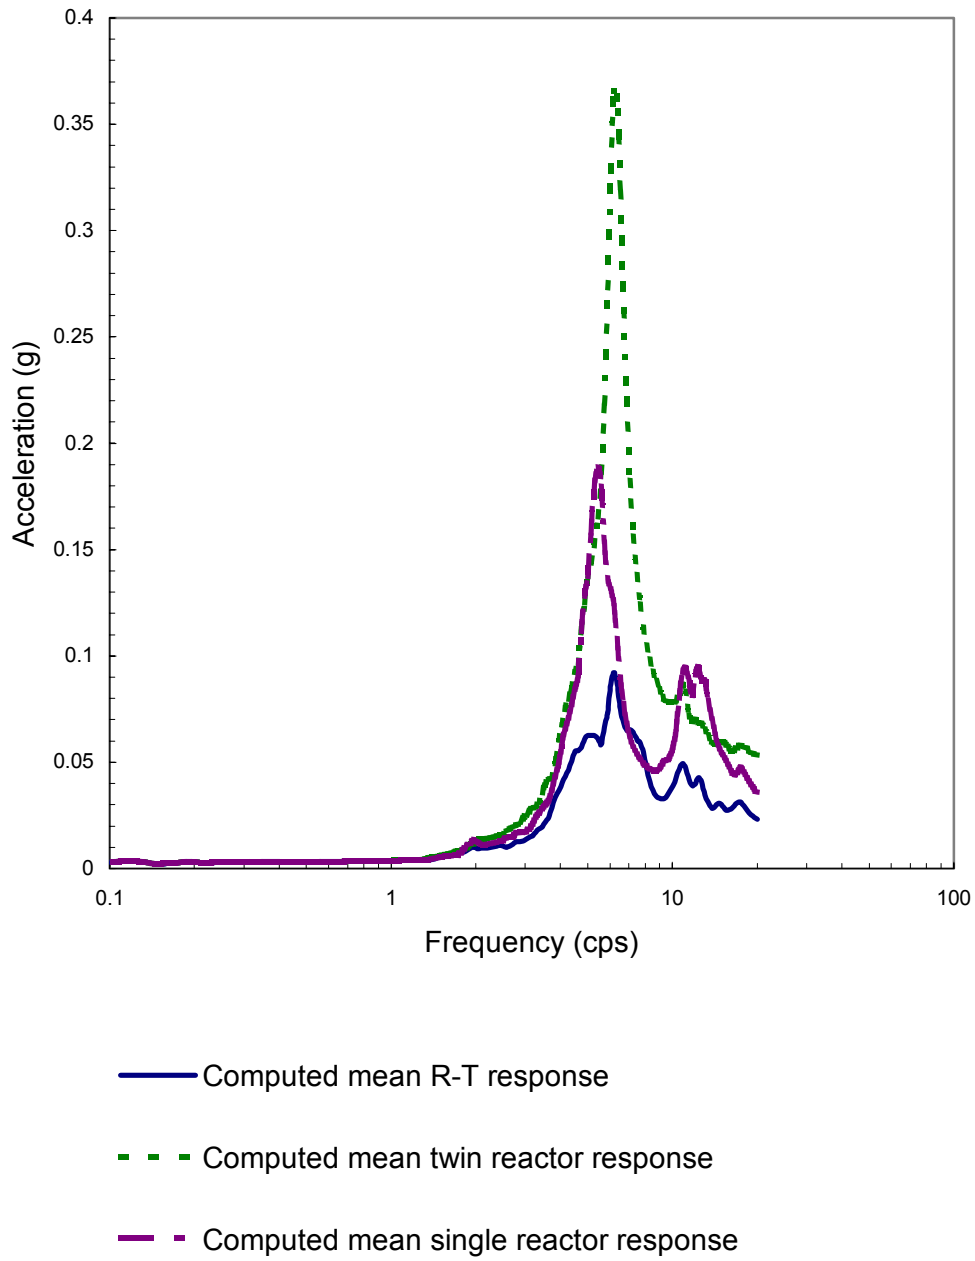 0.4
0.35
0.3
0.25
0.2
0.15
0.1
0.05
0
Acceleration (g)
0.1 1 10 100
Frequency (cps)
Computed mean R-T response
Computed mean twin reactor response
Computed mean single reactor response